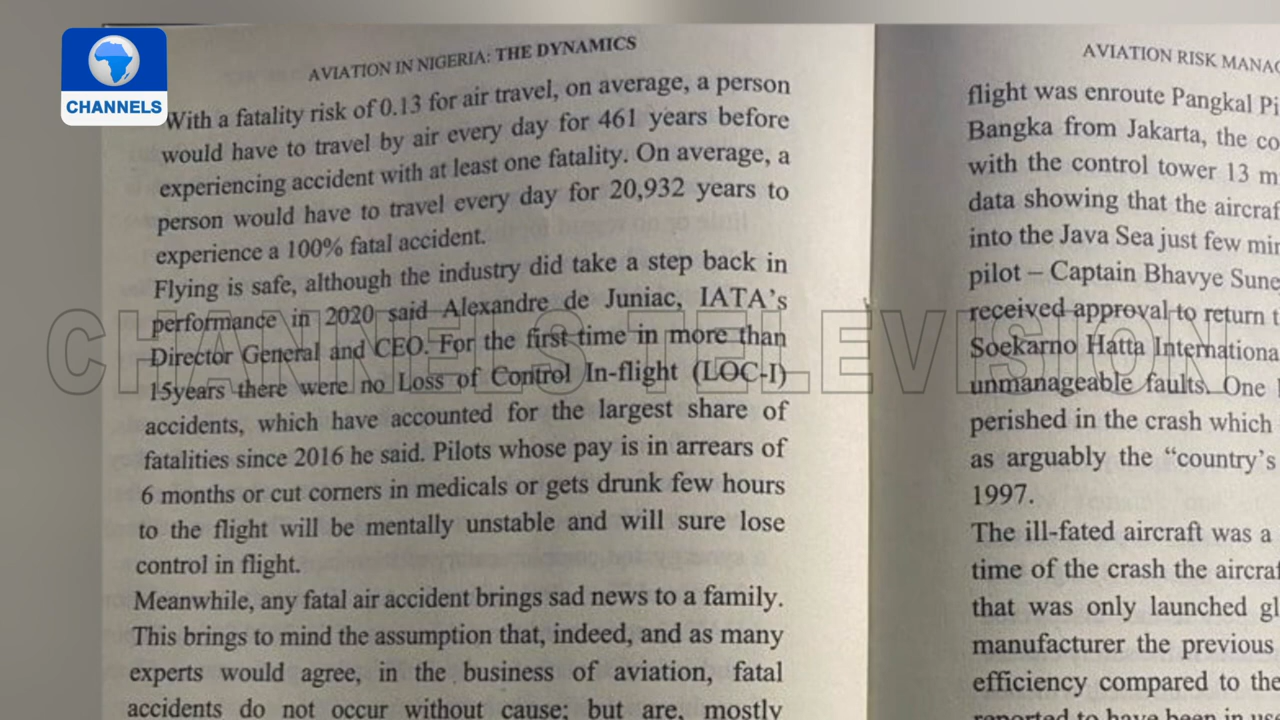 CHANNELS
AVIATION IN NIGERIA: THE DYNAMICS
With a fatality risk of 0.13 for air travel, on average, a person
would have to travel by air every day for 461 years before
experiencing accident with at least one fatality. On average, a
person would have to travel every day for 20,932 years to
experience a 100% fatal accident.
Flying is safe, although the industry did take a step back in
performance in 2020 said Alexandre de Juniac, IATA's
Director General and CEO. For the first time in more than
15years there were no Loss of Control In-flight (LOC-I)
accidents, which have accounted for the largest share of
fatalities since 2016 he said. Pilots whose pay is in arrears of
6 months or cut corners in medicals or gets drunk few hours
to the flight will be mentally unstable and will sure lose
control in flight.
Meanwhile, any fatal air accident brings sad news to a family.
This brings to mind the assumption that, indeed, and as many
experts would agree, in the business of aviation, fatal
accidents do not occur without cause; but are, mostly
AVIATION RISK
flight was enroute Pangkal
Bangka from Jakarta, the
with the control tower 13
data showing that the
into the Java Sea just few
pilot – Captain Bhavye
received approval to return
Soekarno Hatta
unmanageable faults. One
perished in the crash which
as arguably the “country's
1997.
The ill-fated aircraft was a
time of the crash the
that was only launched
manufacturer the previous
efficiency compared to the
reported to have been in
CHANNELS TELEVISION